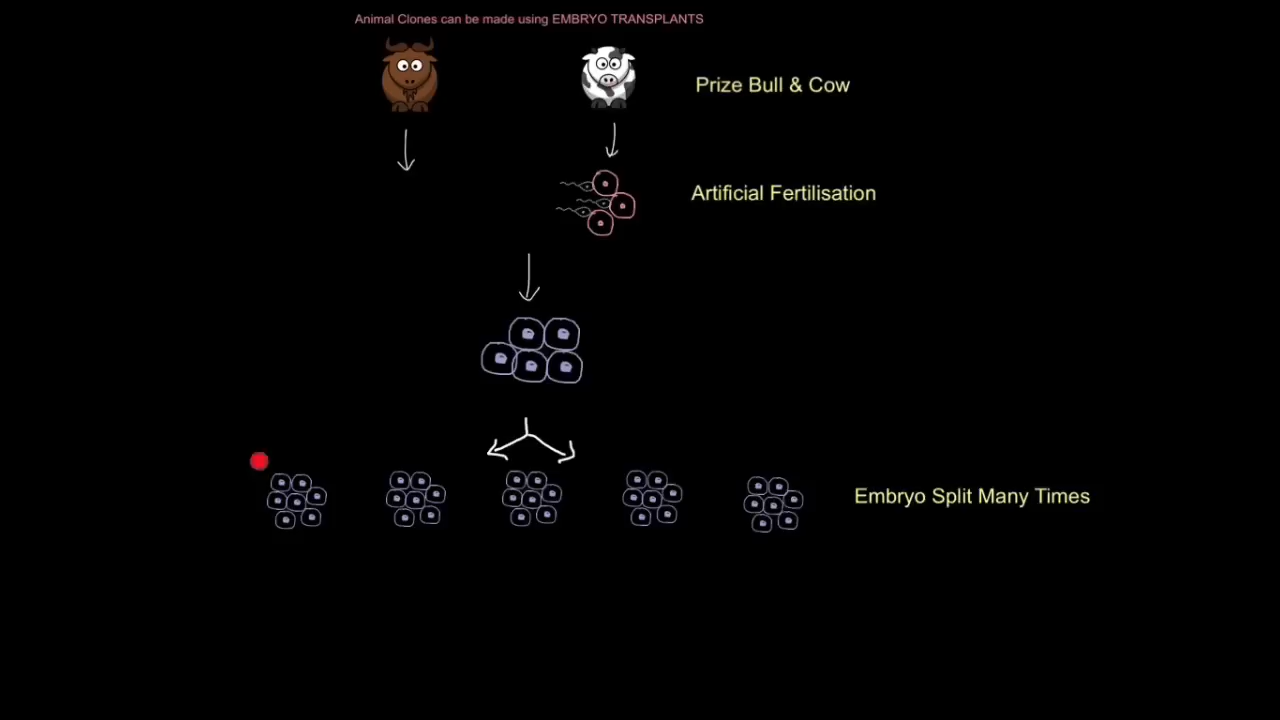 Animal Clones can be made using EMBRYO TRANSPLANTS
Prize Bull & Cow
Artificial Fertilisation
Embryo Split Many Times